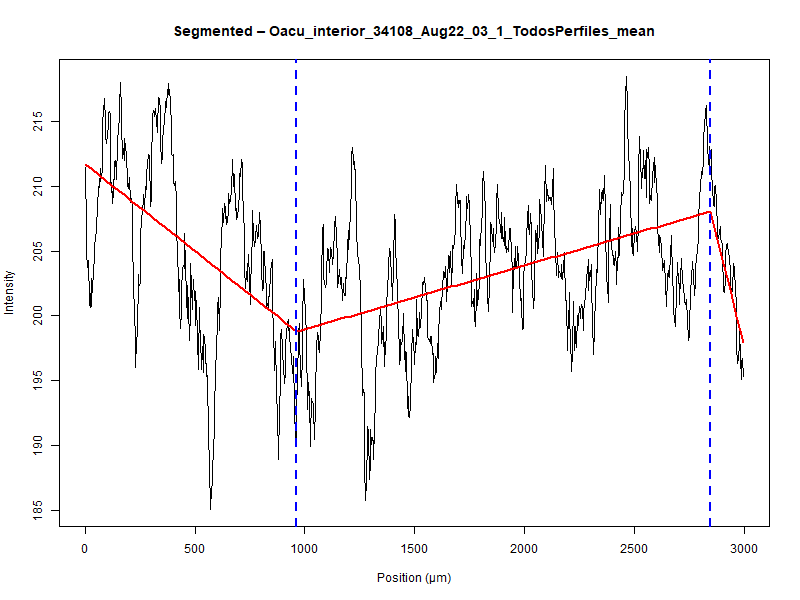 Segmented – Oacu_interior_34108_Aug22_03_1_TodosPerfiles_mean
Intensity
215
210
205
200
195
190
185
0 500 1000 1500 2000 2500 3000
Position (µm)